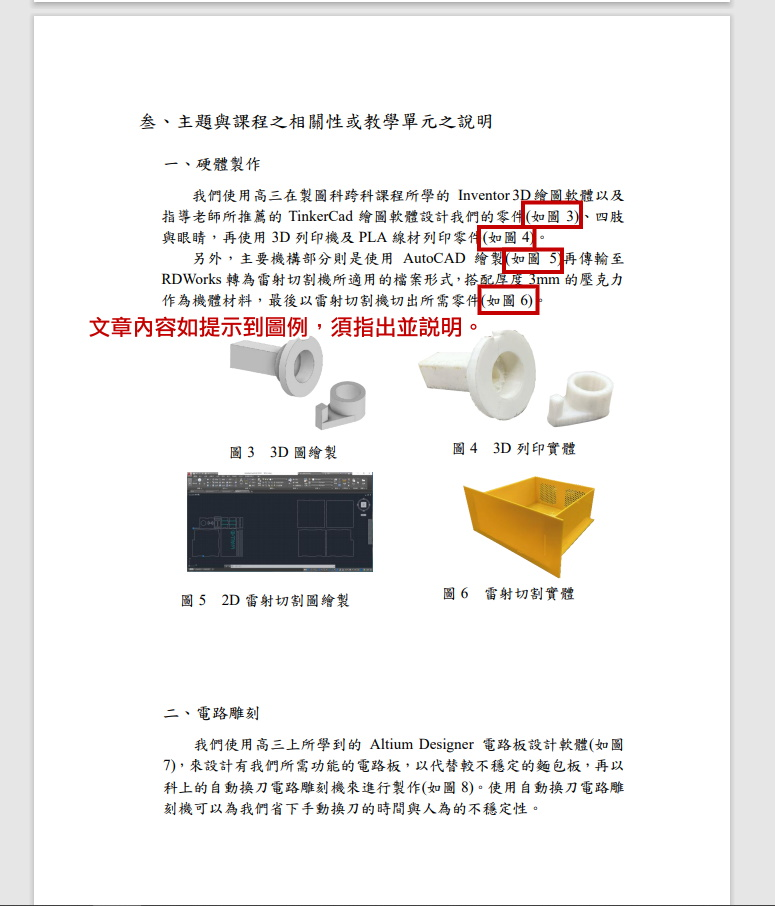 叁、主題與課程之相關性或教學單元之說明
一、硬體製作
我們使用高三在製圖科跨科課程所學的 Inventor 3D 繪圖軟體以及
指導老師所推薦的 TinkerCad 繪圖軟體設計我們的零件(如圖 3)、四肢
與眼睛，再使用 3D 列印機及 PLA 線材列印零件(如圖 4)。
另外，主要機構部分則是使用 AutoCAD 繪製(如圖 5)再傳輸至
RDWorks 轉為雷射切割機所適用的檔案形式，搭配厚度 3mm 的壓克力
作為機體材料，最後以雷射切割機切出所需零件(如圖 6)。
文章內容如提示到圖例，須指出並説明。
圖 3 3D 圖繪製
圖 4 3D 列印實體
圖 5 2D 雷射切割圖繪製
圖 6 雷射切割實體
二、電路雕刻
我們使用高三上所學到的 Altium Designer 電路板設計軟體(如圖
7)，來設計有我們所需功能的電路板，以代替較不穩定的麵包板，再以
科上的自動換刀電路雕刻機來進行製作(如圖 8)。使用自動換刀電路雕
刻機可以為我們省下手動換刀的時間與人為的不穩定性。